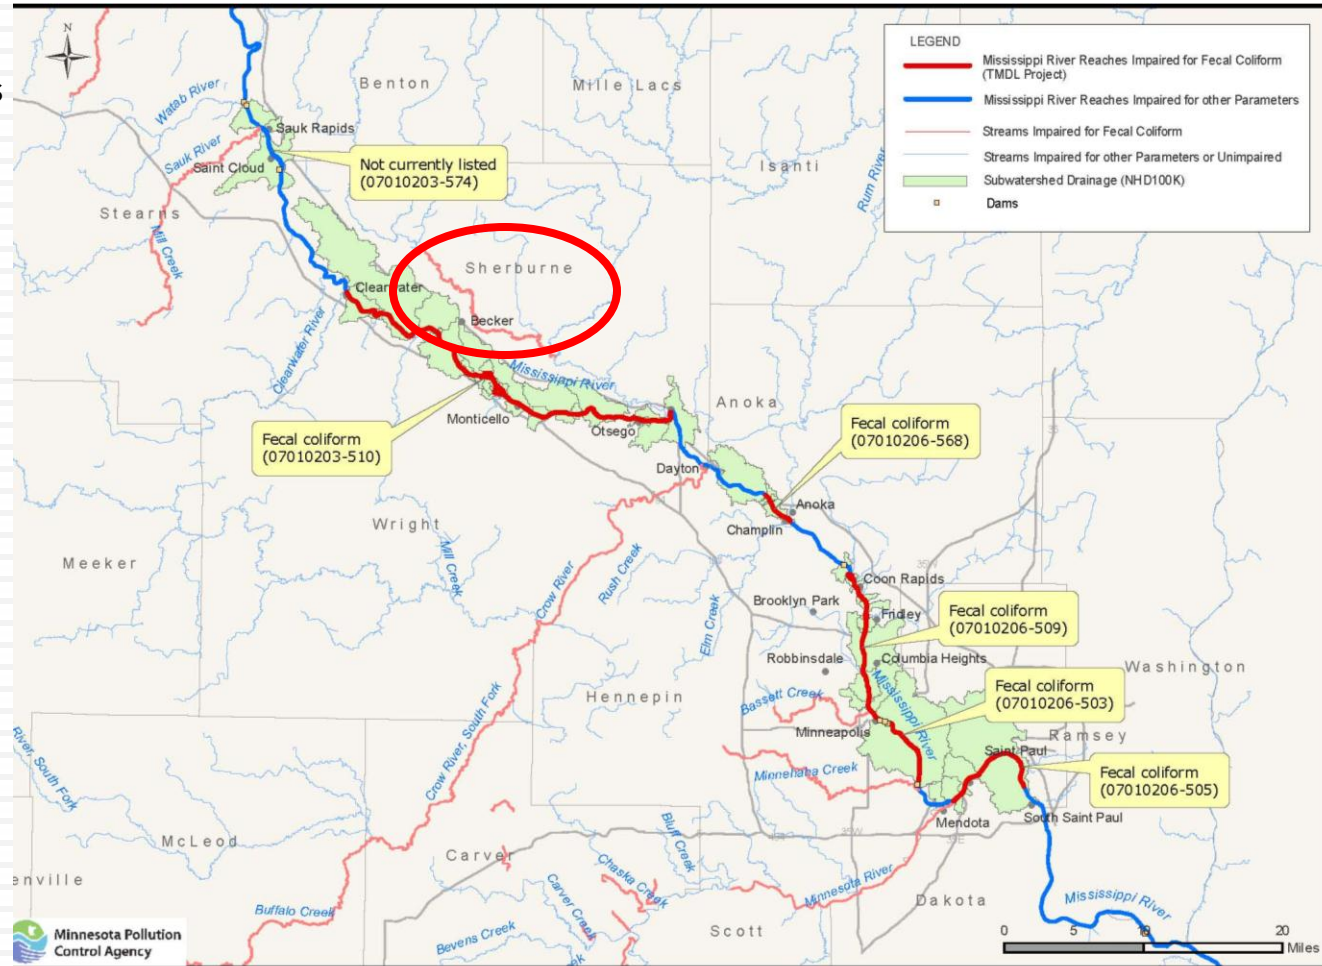 N
LEGEND
Mississippi River Reaches Impaired for Fecal Coliform
(TMDL Project)
Mississippi River Reaches Impaired for other Parameters
Streams Impaired for Fecal Coliform
Streams Impaired for other Parameters or Unimpaired
Subwatershed Drainage (NHD100K)
Dams
Benton
Mille Lacs
Isanti
Watab River
Sauk Rapids
Sauk River
Saint Cloud
Not currently listed
(07010203-574)
Rum River
Stearns
Mill Creek
Sherburne
Clearwater
Becker
Clearwater River
Mississippi River
Monticello
Otsego
Anoka
Fecal coliform
(07010203-510)
Fecal coliform
(07010206-568)
Dayton
Anoka
Champlin
Wright
Meeker
Mill Creek
Crow River
Rush Creek
Elm Creek
35W
Coon Rapids
Brooklyn Park
Fridley
Fecal coliform
(07010206-509)
Robbinsdale
Columbia Heights
Washington
Hennepin
Bassett Creek
Mississippi River
Fecal coliform
(07010206-503)
Minneapolis
Ramsey
Saint Paul
Crow River, South Fork
River, South Fork
Minnehaha Creek
Fecal coliform
(07010206-505)
Mendota
South Saint Paul
35W
35E
McLeod
Carver
Bluff Creek
Chaska Creek
Carver Creek
Minnesota River
enville
Buffalo Creek
Bevens Creek
Scott
Dakota
Mississippi River
Minnesota Pollution
Control Agency
0 5 10 20
Miles